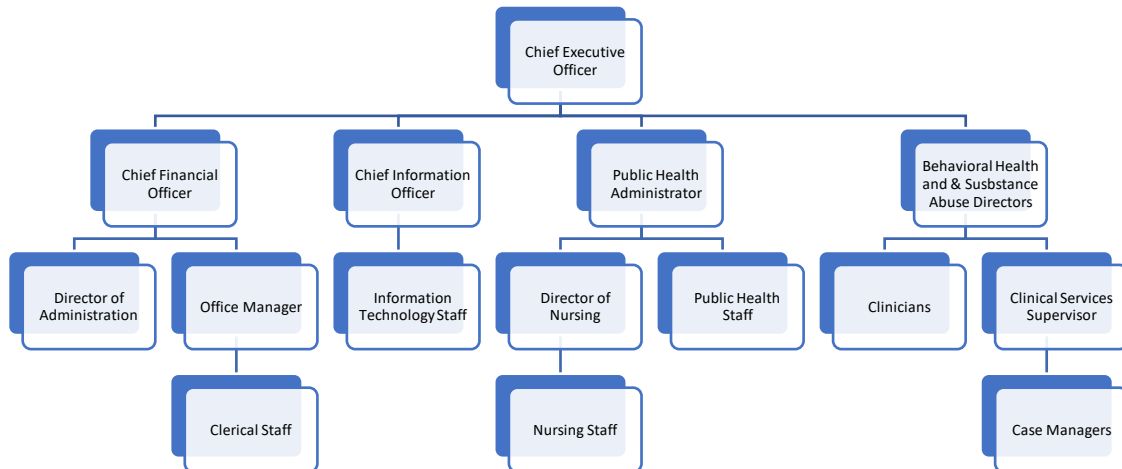 Chief Executive
Officer
Chief Financial
Officer
Chief Information
Officer
Public Health
Administrator
Behavioral Health
and & Susbstance
Abuse Directors
Director of
Administration
Office Manager
Information
Technology Staff
Director of
Nursing
Public Health
Staff
Clinicians
Clinical Services
Supervisor
Clerical Staff
Nursing Staff
Case Managers